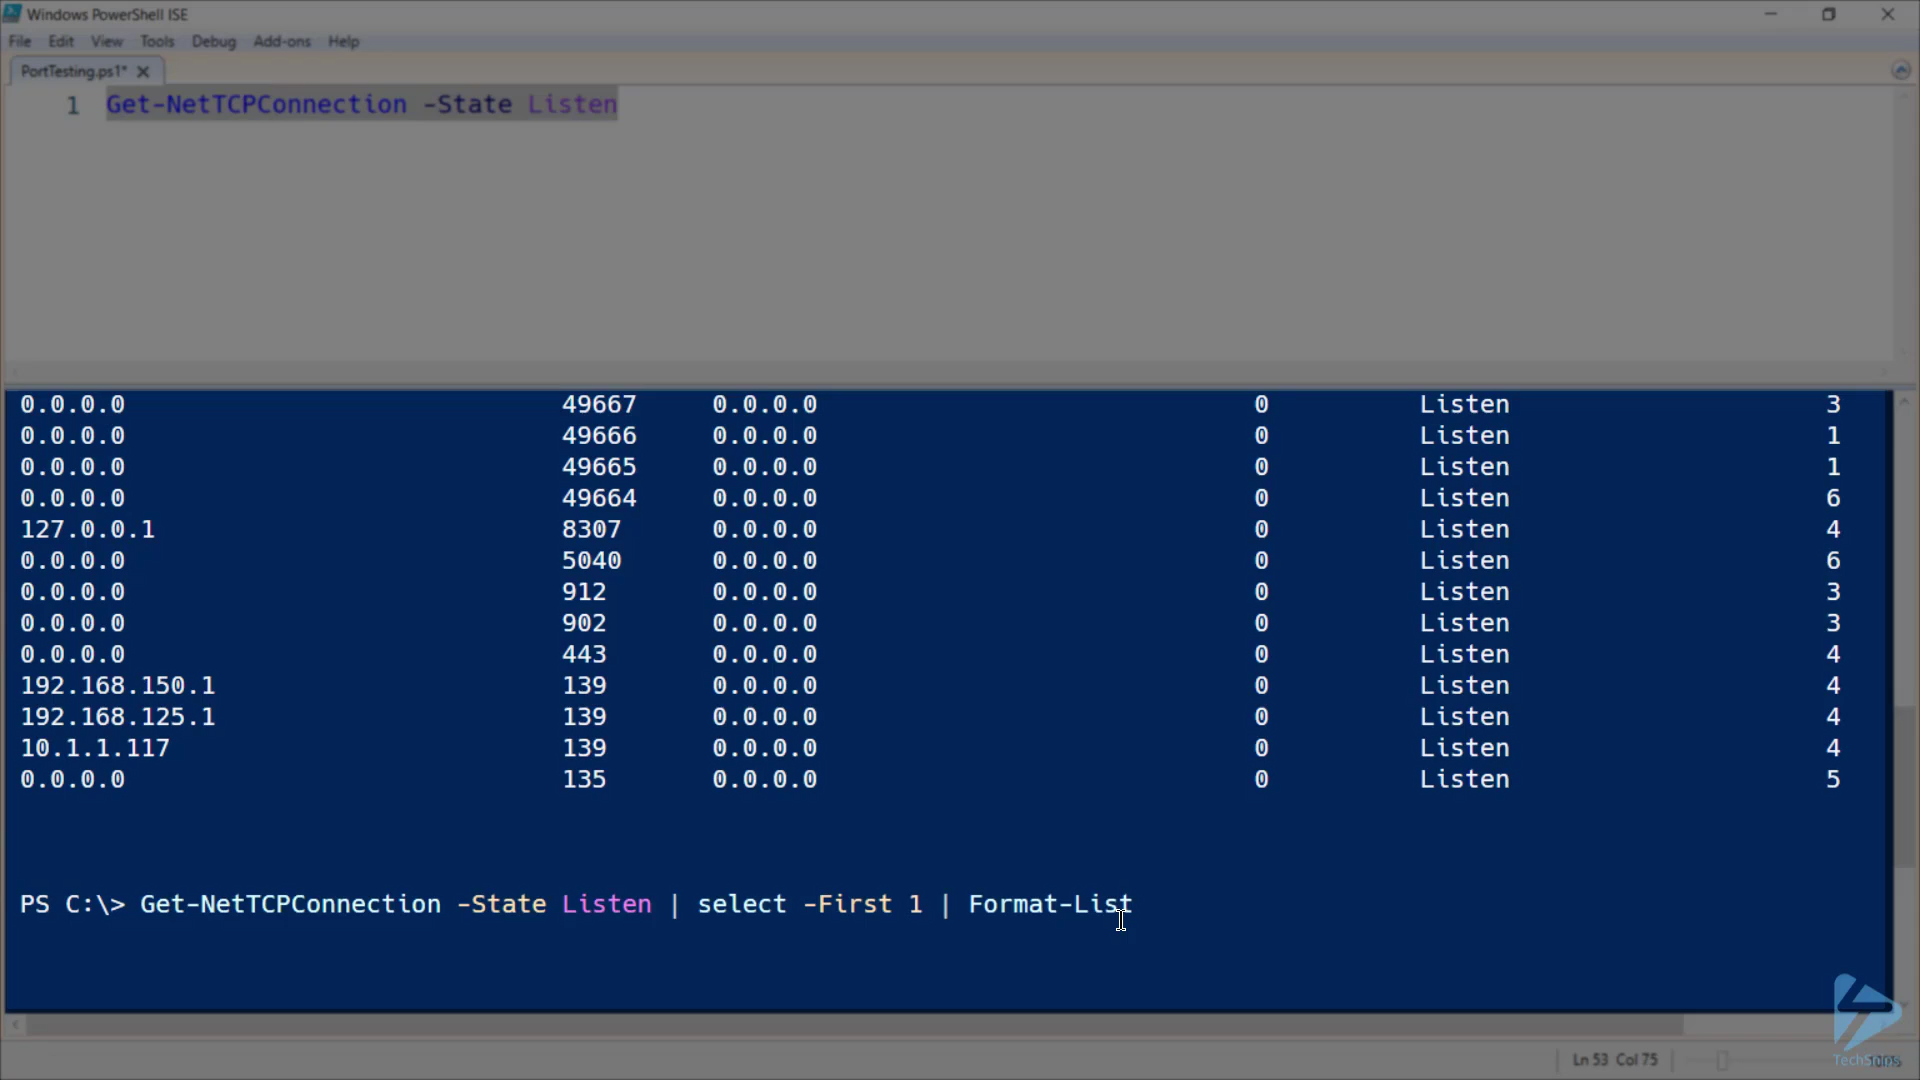 Windows PowerShell ISE
File Edit View Tools Debug Add-ons Help
PortTesting.ps1* X
1 Get-NetTCPConnection -State Listen
0.0.0.0 49667 0.0.0.0 0 Listen 3
0.0.0.0 49666 0.0.0.0 0 Listen 1
0.0.0.0 49665 0.0.0.0 0 Listen 1
0.0.0.0 49664 0.0.0.0 0 Listen 6
127.0.0.1 8307 0.0.0.0 0 Listen 4
0.0.0.0 5040 0.0.0.0 0 Listen 6
0.0.0.0 912 0.0.0.0 0 Listen 3
0.0.0.0 902 0.0.0.0 0 Listen 3
0.0.0.0 443 0.0.0.0 0 Listen 4
192.168.150.1 139 0.0.0.0 0 Listen 4
192.168.125.1 139 0.0.0.0 0 Listen 4
10.1.1.117 139 0.0.0.0 0 Listen 4
0.0.0.0 135 0.0.0.0 0 Listen 5
PS C:\> Get-NetTCPConnection -State Listen | select -First 1 | Format-List
Ln 53 Col 75